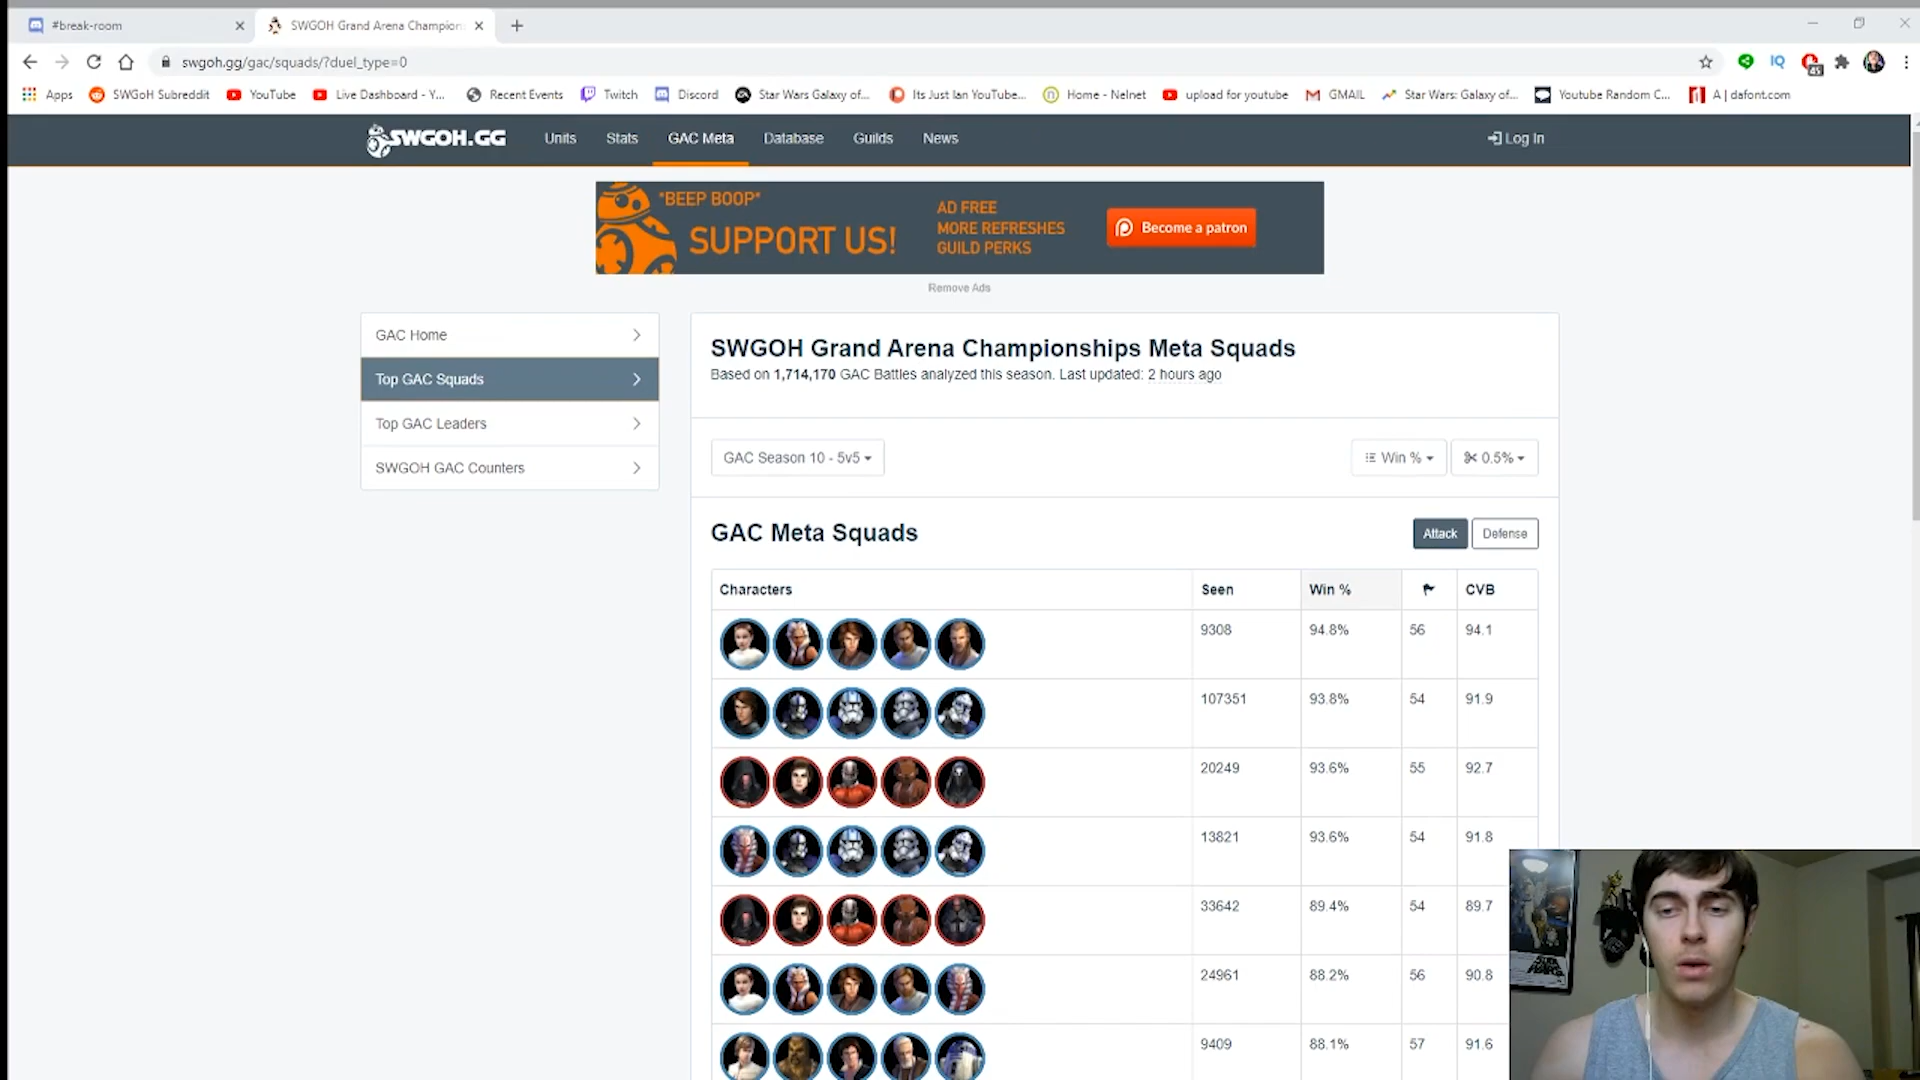 #break-room
SWGOH Grand Arena Champion
swgoh.gg/gac/squads/?duel_type=0
IQ
45
Apps
SWGoH Subreddit
YouTube
Live Dashboard - Y...
Recent Events
Twitch
Discord
Star Wars Galaxy of...
Its Just Ian YouTube...
Home - Nelnet
upload for youtube
GMAIL
Star Wars: Galaxy of...
Youtube Random C...
A | dafont.com
SWGOH.GG
Units
Stats
GAC Meta
Database
Guilds
News
Log In
*BEEP BOOP*
SUPPORT US!
AD FREE
MORE REFRESHES
GUILD PERKS
Become a patron
Remove Ads
GAC Home
Top GAC Squads
Top GAC Leaders
SWGOH GAC Counters
SWGOH Grand Arena Championships Meta Squads
Based on 1,714,170 GAC Battles analyzed this season. Last updated: 2 hours ago
GAC Season 10 - 5v5
Win %
0.5%
GAC Meta Squads
Attack
Defense
Characters Seen Win % CVB
9308 94.8% 56 94.1
107351 93.8% 54 91.9
20249 93.6% 55 92.7
13821 93.6% 54 91.8
33642 89.4% 54 89.7
24961 88.2% 56 90.8
9409 88.1% 57 91.6